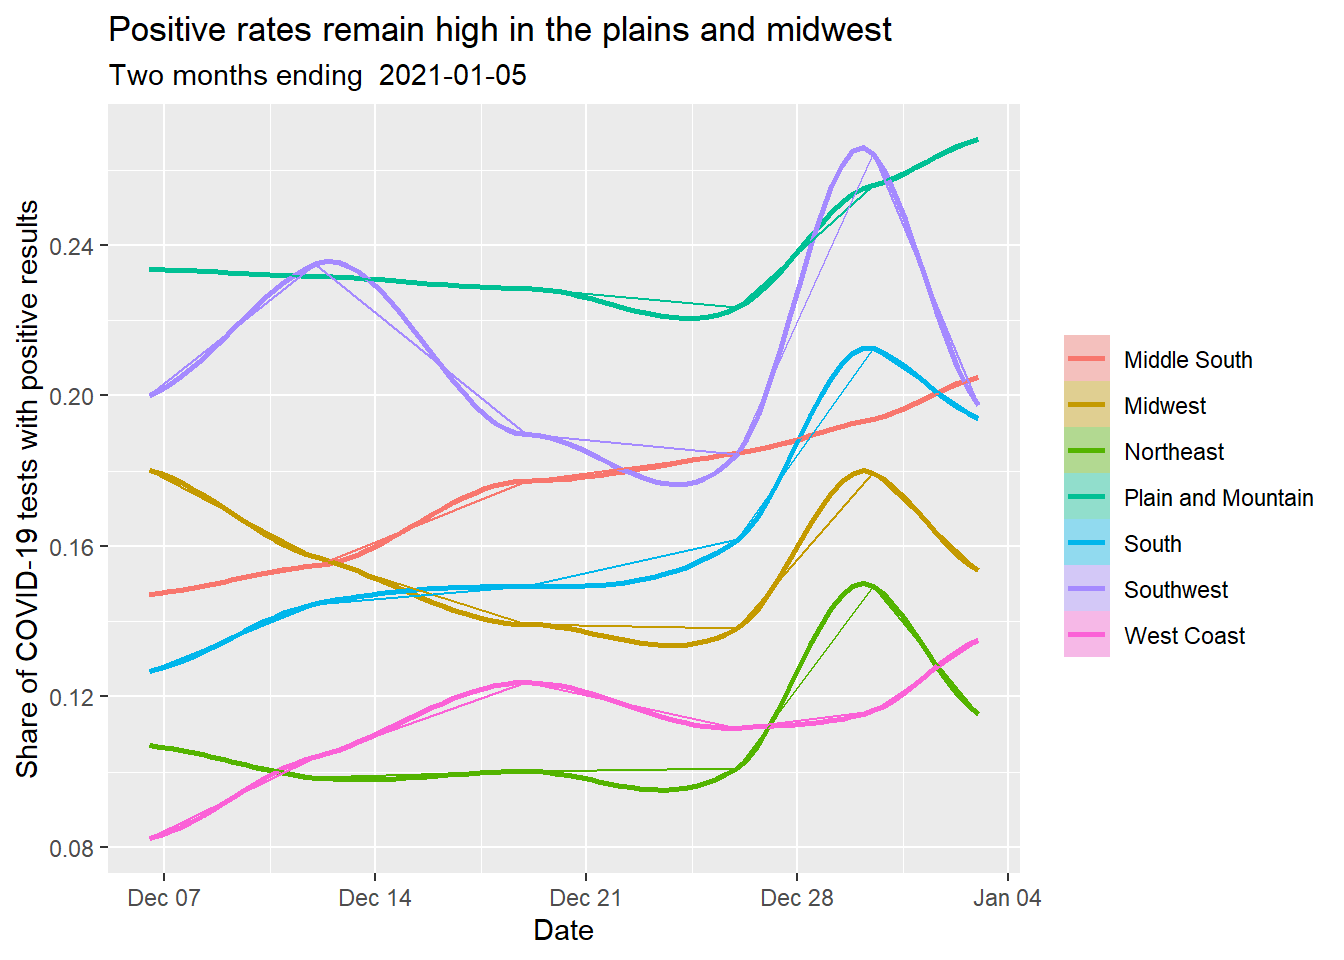 Positive rates remain high in the plains and midwest
Two months ending  2021-01-05
Share of COVID-19 tests with positive results
0.24
0.20
0.16
0.12
0.08
Dec 07
Dec 14
Dec 21
Dec 28
Jan 04
Date
Middle South
Midwest
Northeast
Plain and Mountain
South
Southwest
West Coast